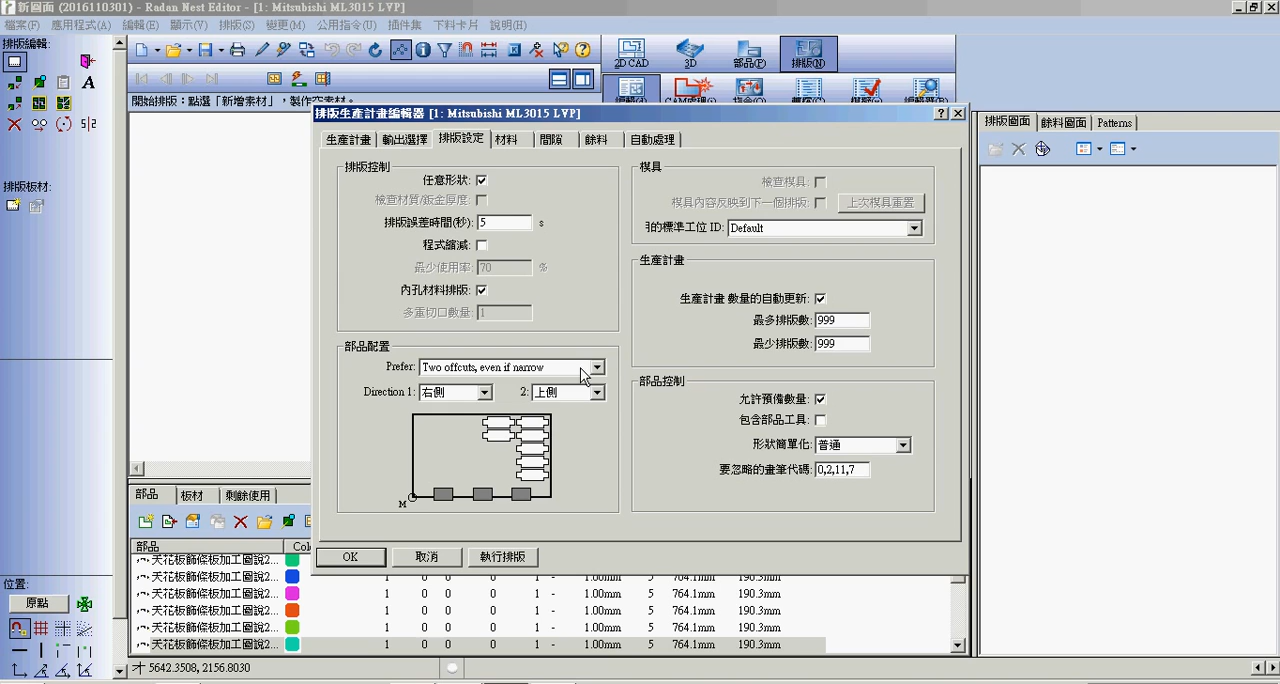 新圖面 (2016110301) - Radan Nest Editor - [1: Mitsubishi ML3015 LVP]
檔案(F) 應用程式(A) 編輯(E) 顯示(V) 排版(S) 變更(M) 公用指令(U) 插件集 下料卡片 說明(H)
排版編輯:
2D CAD 3D 部品(P) 排版(N)
開始排版：點選「新增素材」，製作空素材。
排版生產計畫編輯器 [1: Mitsubishi ML3015 LVP]
排版圖面 餘料圖面 Patterns
生產計畫 輸出選擇 排版設定 材料 間隙 餘料 自動處理
排版控制
任意形狀:
檢查材質/鈑金厚度:
排版誤差時間(秒): 5 s
程式縮減:
最少使用率: 70 %
內孔材料排版:
多重切口數量: 1
部品配置
Prefer: Two offcuts, even if narrow
Direction 1: 右側 2: 上側
M
模具
檢查模具:
模具內容反映到下一個排版: 上次模具重置
的標準工位 ID: Default
生產計畫
生產計畫 數量的自動更新:
最多排版數: 999
最少排版數: 999
部品控制
允許預備數量:
包含部品工具:
形狀簡單化: 普通
要忽略的畫筆代碼: 0,2,11,7
OK 取消 執行排版
排版板材:
部品 板材 剩餘使用
部品 Col
天花板飾條板加工圖說2...
天花板飾條板加工圖說2... 1 0 0 1 - 1.00mm 5 764.1mm 190.3mm
天花板飾條板加工圖說2... 1 0 0 1 - 1.00mm 5 764.1mm 190.3mm
天花板飾條板加工圖說2... 1 0 0 1 - 1.00mm 5 764.1mm 190.3mm
天花板飾條板加工圖說2... 1 0 0 1 - 1.00mm 5 764.1mm 190.3mm
天花板飾條板加工圖說2... 1 0 0 1 - 1.00mm 5 764.1mm 190.3mm
位置:
原點
5642.3508, 2156.8030